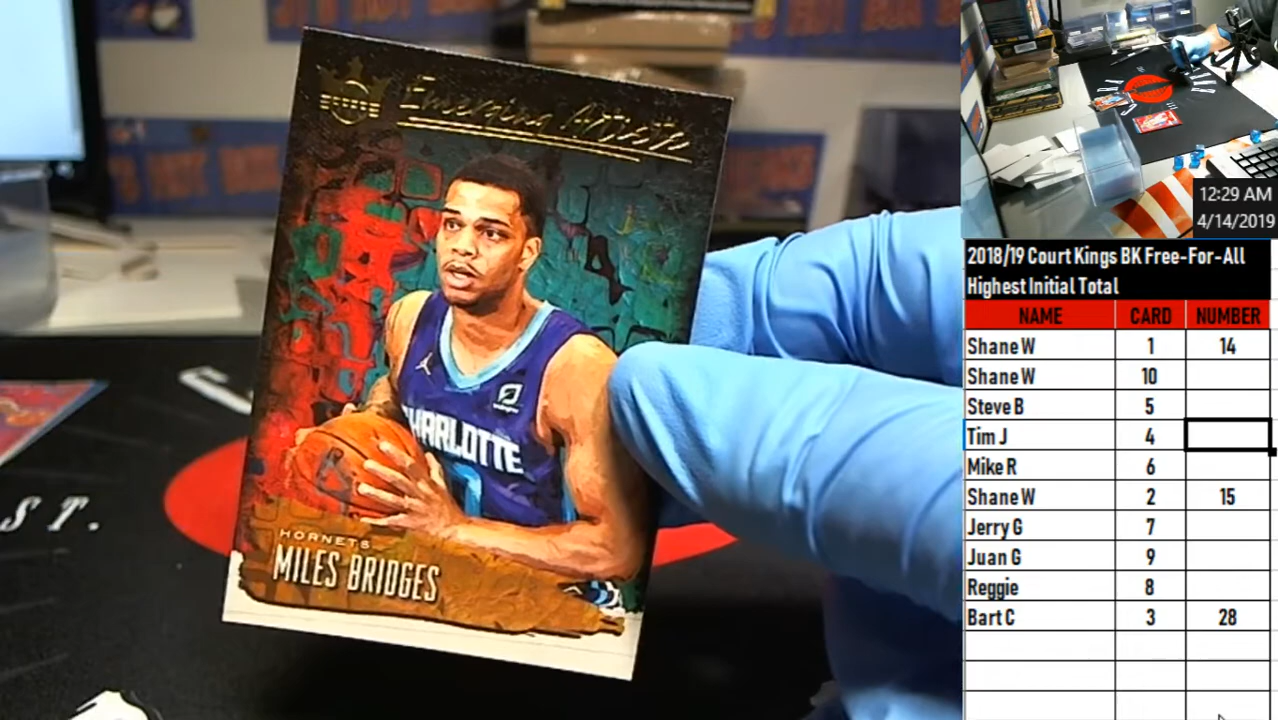 Emerging Artists
HORNETS
MILES BRIDGES
CHARLOTTE
ST.
12:29 AM
4/14/2019
2018/19 Court Kings BK Free-For-All
Highest Initial Total
NAME CARD NUMBER
Shane W 1 14
Shane W 10
Steve B 5
Tim J 4
Mike R 6
Shane W 2 15
Jerry G 7
Juan G 9
Reggie 8
Bart C 3 28